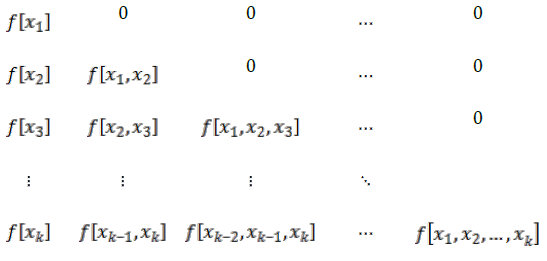 f[x₁] 0 0 ⋯ 0
f[x₂] f[x₁,x₂] 0 ⋯ 0
f[x₃] f[x₂,x₃] f[x₁,x₂,x₃] ⋯ 0
⋮ ⋮ ⋮ ⋱
f[xₖ] f[xₖ₋₁,xₖ] f[xₖ₋₂,xₖ₋₁,xₖ] ⋯ f[x₁,x₂,…,xₖ]